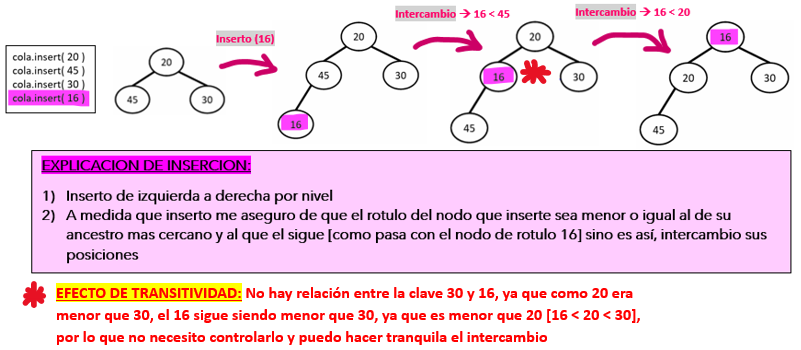 Intercambio → 16 < 45
Intercambio → 16 < 20
Inserto (16)
cola.insert( 20 )
cola.insert( 45 )
cola.insert( 30 )
cola.insert( 16 )
20
45
30
20
45
30
16
20
16
30
45
16
20
30
45
EXPLICACION DE INSERCION:
1) Inserto de izquierda a derecha por nivel
2) A medida que inserto me aseguro de que el rotulo del nodo que inserte sea menor o igual al de su
ancestro mas cercano y al que el sigue [como pasa con el nodo de rotulo 16] sino es así, intercambio sus
posiciones
EFECTO DE TRANSITIVIDAD: No hay relación entre la clave 30 y 16, ya que como 20 era
menor que 30, el 16 sigue siendo menor que 30, ya que es menor que 20 [16 < 20 < 30],
por lo que no necesito controlarlo y puedo hacer tranquila el intercambio